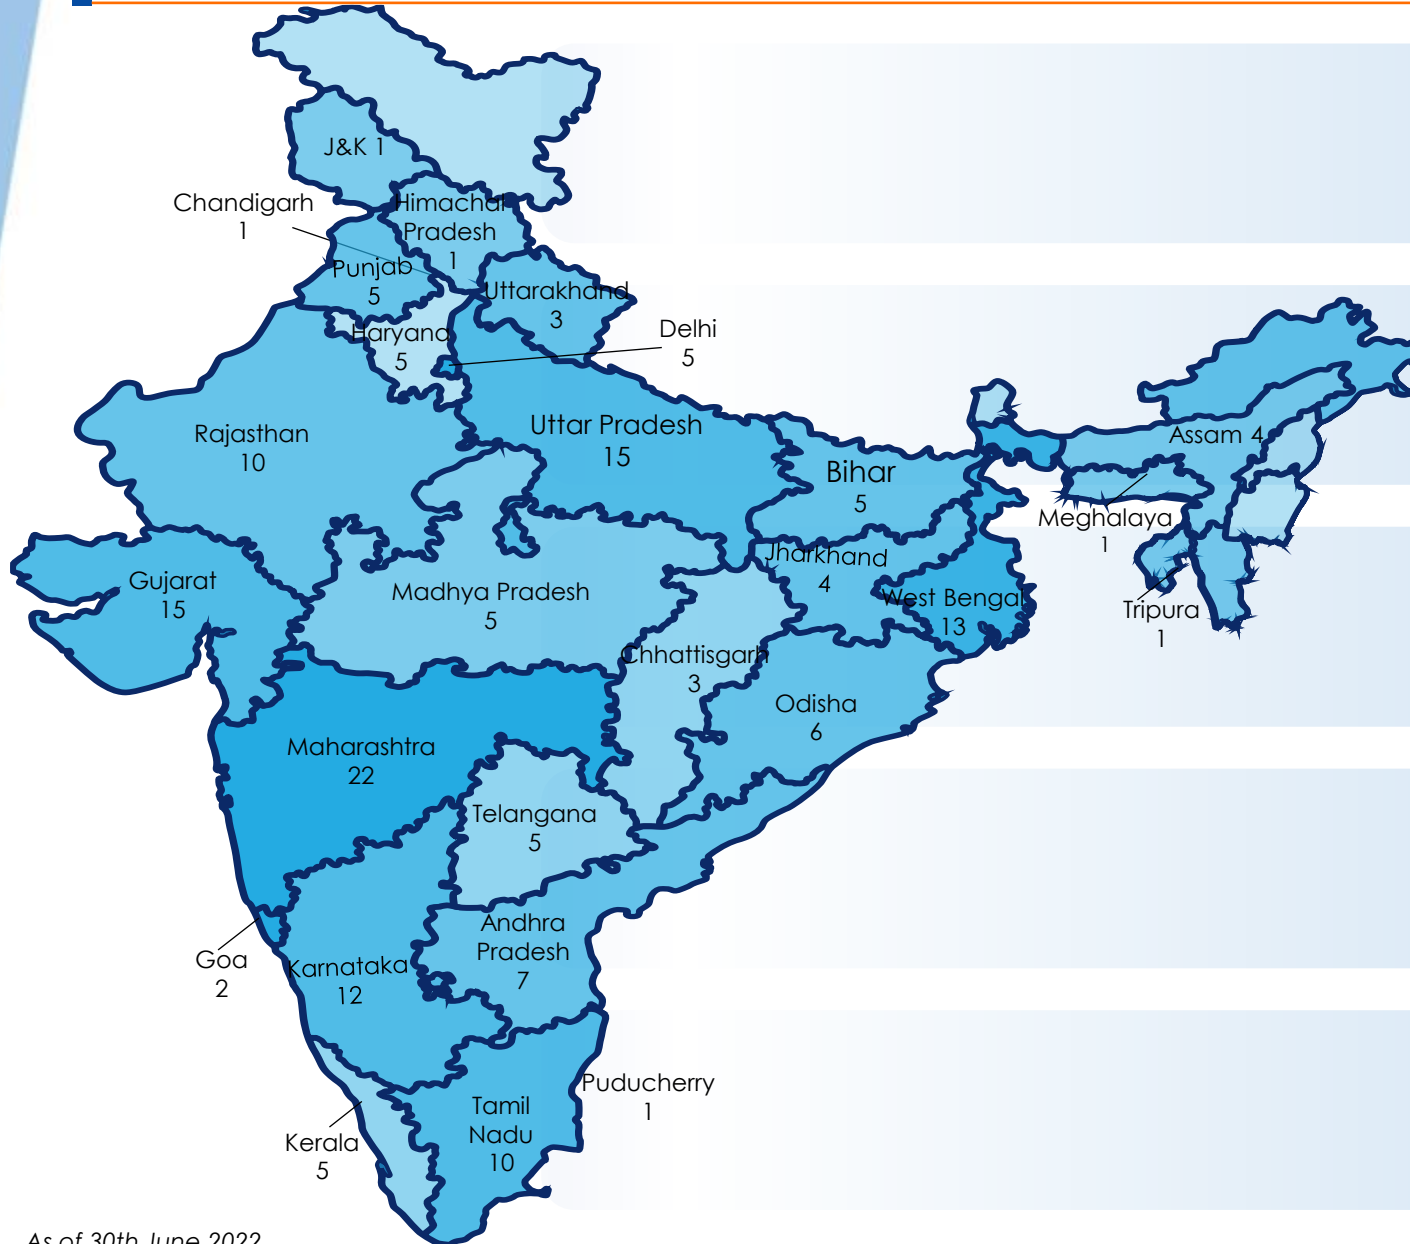 J&K 1
Chandigarh
1
Himachal
Pradesh
1
Punjab
5
Uttarakhand
3
Haryana
5
Delhi
5
Rajasthan
10
Uttar Pradesh
15
Bihar
5
Assam 4
Meghalaya
1
Tripura
1
Jharkhand
4
West Bengal
13
Gujarat
15
Madhya Pradesh
5
Chhattisgarh
3
Odisha
6
Maharashtra
22
Telangana
5
Andhra
Pradesh
7
Goa
2
Karnataka
12
Puducherry
1
Tamil
Nadu
10
Kerala
5
As of 30th June 2022